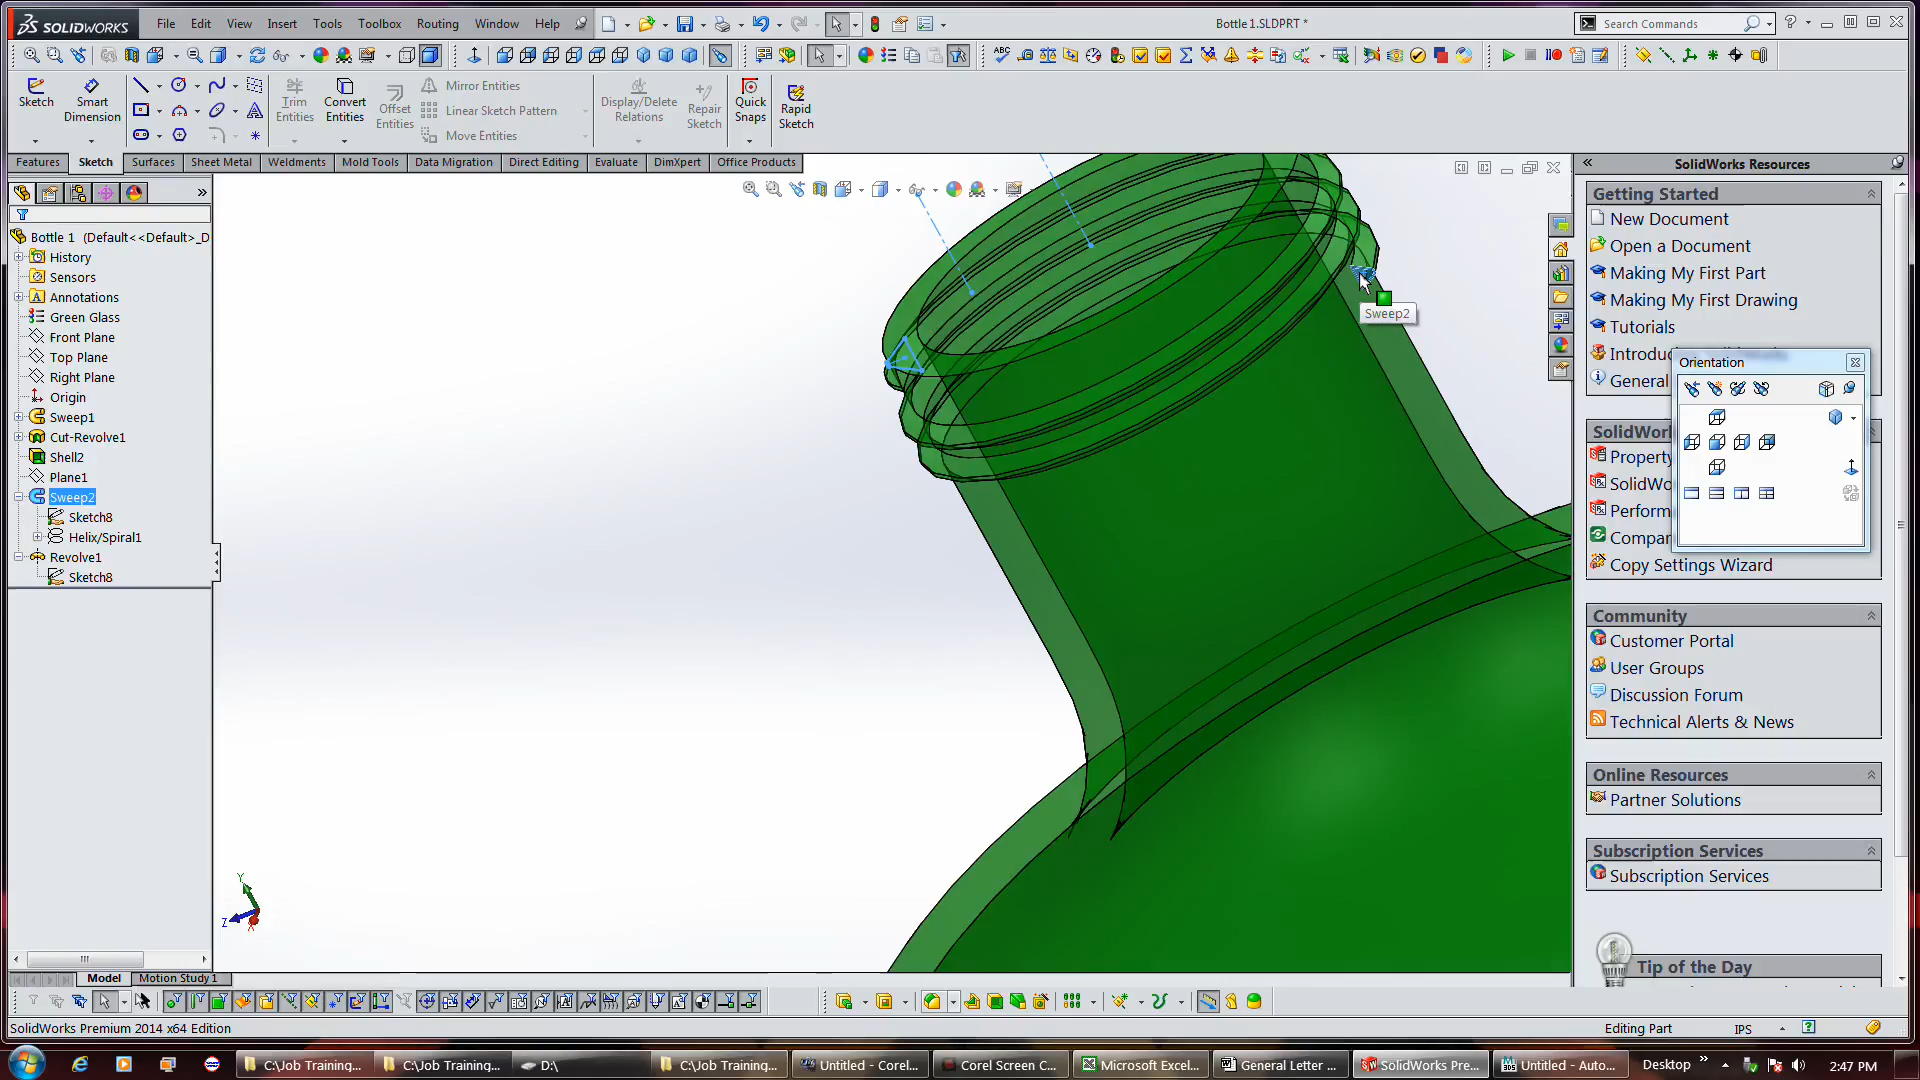 SOLIDWORKS File Edit View Insert Tools Toolbox Routing Window Help Bottle 1.SLDPRT * Search Commands
Sketch Smart Dimension Trim Entities Convert Entities Offset Entities Mirror Entities Linear Sketch Pattern Move Entities Display/Delete Relations Repair Sketch Quick Snaps Rapid Sketch
Features Sketch Surfaces Sheet Metal Weldments Mold Tools Data Migration Direct Editing Evaluate DimXpert Office Products
Bottle 1 (Default<<Default>_D
History
Sensors
Annotations
Green Glass
Front Plane
Top Plane
Right Plane
Origin
Sweep1
Cut-Revolve1
Shell2
Plane1
Sweep2
Sketch8
Helix/Spiral1
Revolve1
Sketch8
Sweep2
Y
Z
X
SolidWorks Resources
Getting Started
New Document
Open a Document
Making My First Part
Making My First Drawing
Tutorials
General
Orientation
Property
Perform
Copy Settings Wizard
Community
Customer Portal
User Groups
Discussion Forum
Technical Alerts & News
Online Resources
Partner Solutions
Subscription Services
Subscription Services
Tip of the Day
Model Motion Study 1
SolidWorks Premium 2014 x64 Edition Editing Part IPS
C:\Job Training... C:\Job Training... D:\ C:\Job Training... Untitled - Corel... Corel Screen C... Microsoft Excel... General Letter ... SolidWorks Pre... Untitled - Auto... Desktop 2:47 PM